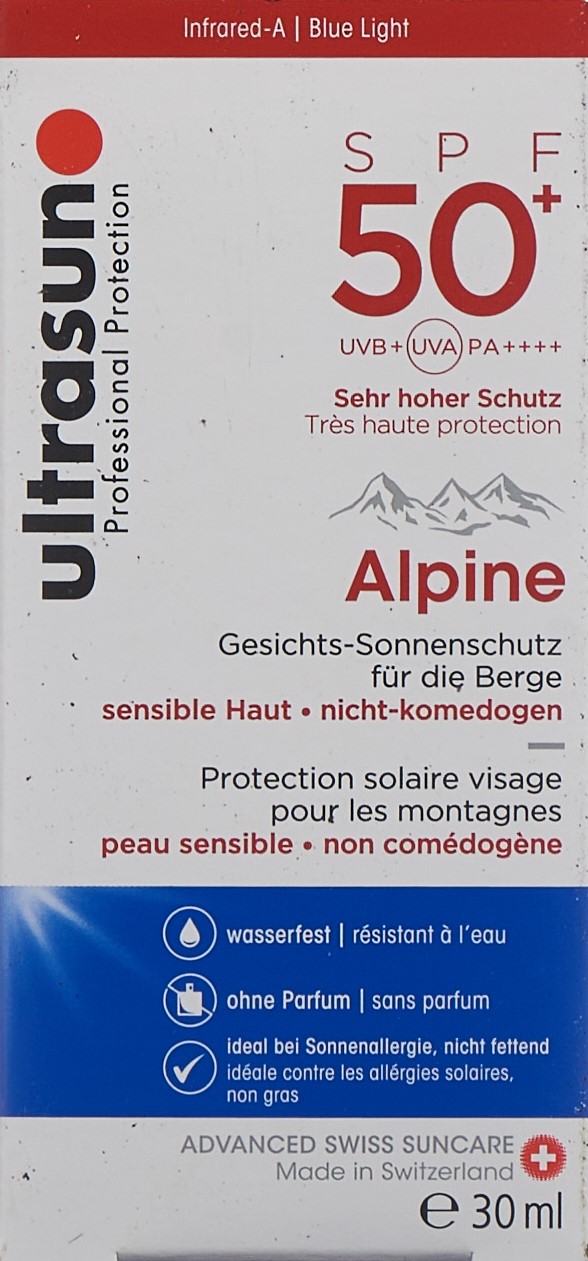 Infrared-A | Blue Light
ultrasun
Professional Protection
SPF
50+
UVB+ UVA PA++++
Sehr hoher Schutz
Très haute protection
Alpine
Gesichts-Sonnenschutz
für die Berge
sensible Haut • nicht-komedogen
Protection solaire visage
pour les montagnes
peau sensible • non comédogène
wasserfest | résistant à l'eau
ohne Parfum | sans parfum
ideal bei Sonnenallergie, nicht fettend
idéale contre les allérgies solaires,
non gras
ADVANCED SWISS SUNCARE
Made in Switzerland
℮ 30 ml